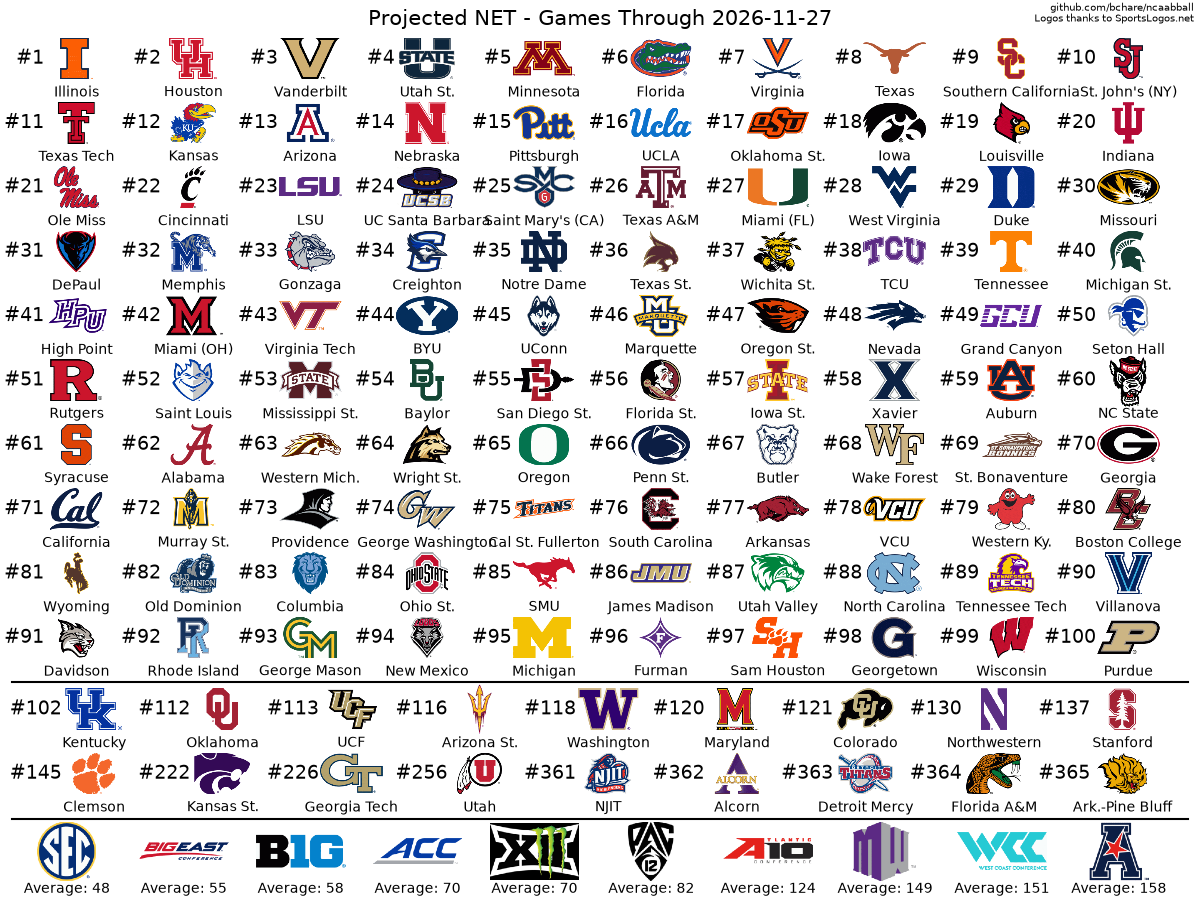 Projected NET - Games Through 2026-11-27
github.com/bchare/ncaabball
Logos thanks to SportsLogos.net
#1 #2 #3 #4 #5 #6 #7 #8 #9 #10
Illinois Houston Vanderbilt Utah St. Minnesota Florida Virginia Texas Southern California St. John's (NY)
#11 #12 #13 #14 #15 #16 #17 #18 #19 #20
Texas Tech Kansas Arizona Nebraska Pittsburgh UCLA Oklahoma St. Iowa Louisville Indiana
#21 #22 #23 #24 #25 #26 #27 #28 #29 #30
Ole Miss Cincinnati LSU UC Santa Barbara Saint Mary's (CA) Texas A&M Miami (FL) West Virginia Duke Missouri
#31 #32 #33 #34 #35 #36 #37 #38 #39 #40
DePaul Memphis Gonzaga Creighton Notre Dame Texas St. Wichita St. TCU Tennessee Michigan St.
#41 #42 #43 #44 #45 #46 #47 #48 #49 #50
High Point Miami (OH) Virginia Tech BYU UConn Marquette Oregon St. Nevada Grand Canyon Seton Hall
#51 #52 #53 #54 #55 #56 #57 #58 #59 #60
Rutgers Saint Louis Mississippi St. Baylor San Diego St. Florida St. Iowa St. Xavier Auburn NC State
#61 #62 #63 #64 #65 #66 #67 #68 #69 #70
Syracuse Alabama Western Mich. Wright St. Oregon Penn St. Butler Wake Forest St. Bonaventure Georgia
#71 #72 #73 #74 #75 #76 #77 #78 #79 #80
California Murray St. Providence George Washington Cal St. Fullerton South Carolina Arkansas VCU Western Ky. Boston College
#81 #82 #83 #84 #85 #86 #87 #88 #89 #90
Wyoming Old Dominion Columbia Ohio St. SMU James Madison Utah Valley North Carolina Tennessee Tech Villanova
#91 #92 #93 #94 #95 #96 #97 #98 #99 #100
Davidson Rhode Island George Mason New Mexico Michigan Furman Sam Houston Georgetown Wisconsin Purdue
#102 #112 #113 #116 #118 #120 #121 #130 #137
Kentucky Oklahoma UCF Arizona St. Washington Maryland Colorado Northwestern Stanford
#145 #222 #226 #256 #361 #362 #363 #364 #365
Clemson Kansas St. Georgia Tech Utah NJIT Alcorn Detroit Mercy Florida A&M Ark.-Pine Bluff
SEC BIG EAST CONFERENCE B1G ACC XII PAC 12 ATLANTIC A10 CONFERENCE MW WCC WEST COAST CONFERENCE A
Average: 48 Average: 55 Average: 58 Average: 70 Average: 70 Average: 82 Average: 124 Average: 149 Average: 151 Average: 158